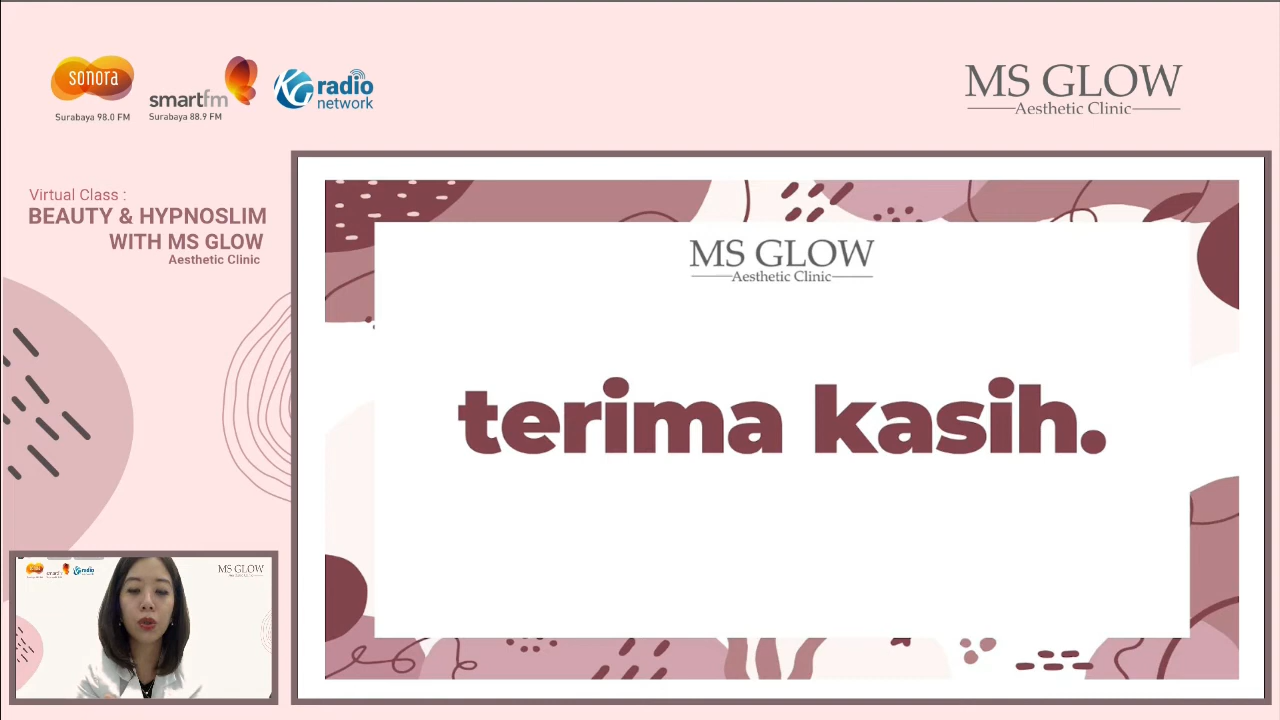 sonora
Surabaya 98.0 FM
smartfm
Surabaya 88.9 FM
KG radio
network
MS GLOW
Aesthetic Clinic
Virtual Class :
BEAUTY & HYPNOSLIM
WITH MS GLOW
Aesthetic Clinic
MS GLOW
Aesthetic Clinic
terima kasih.
MS GLOW